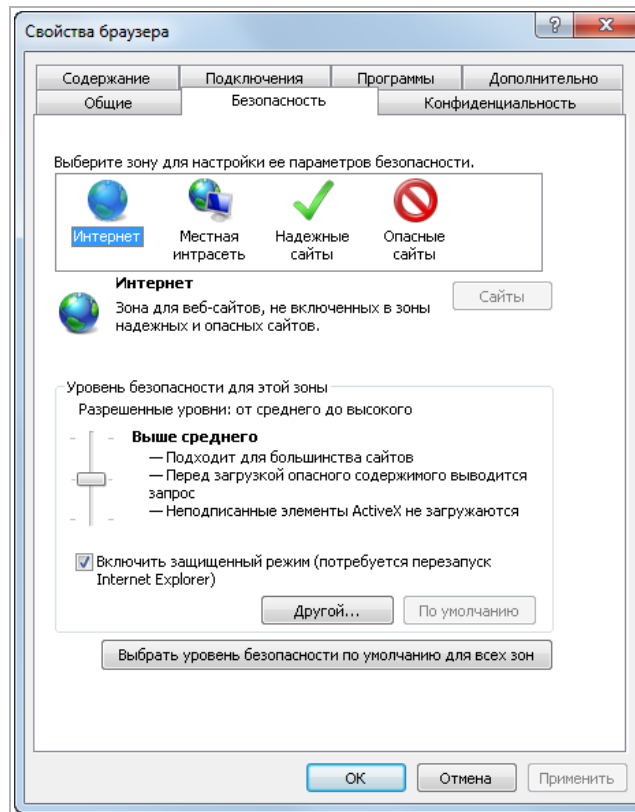 Свойства браузера
Содержание Подключения Программы Дополнительно
Общие Безопасность Конфиденциальность
Выберите зону для настройки ее параметров безопасности.
Интернет Местная интрасеть Надежные сайты Опасные сайты
Интернет
Зона для веб-сайтов, не включенных в зоны
надежных и опасных сайтов.
Сайты
Уровень безопасности для этой зоны
Разрешенные уровни: от среднего до высокого
Выше среднего
— Подходит для большинства сайтов
— Перед загрузкой опасного содержимого выводится
запрос
— Неподписанные элементы ActiveX не загружаются
Включить защищенный режим (потребуется перезапуск
Internet Explorer)
Другой... По умолчанию
Выбрать уровень безопасности по умолчанию для всех зон
OK Отмена Применить